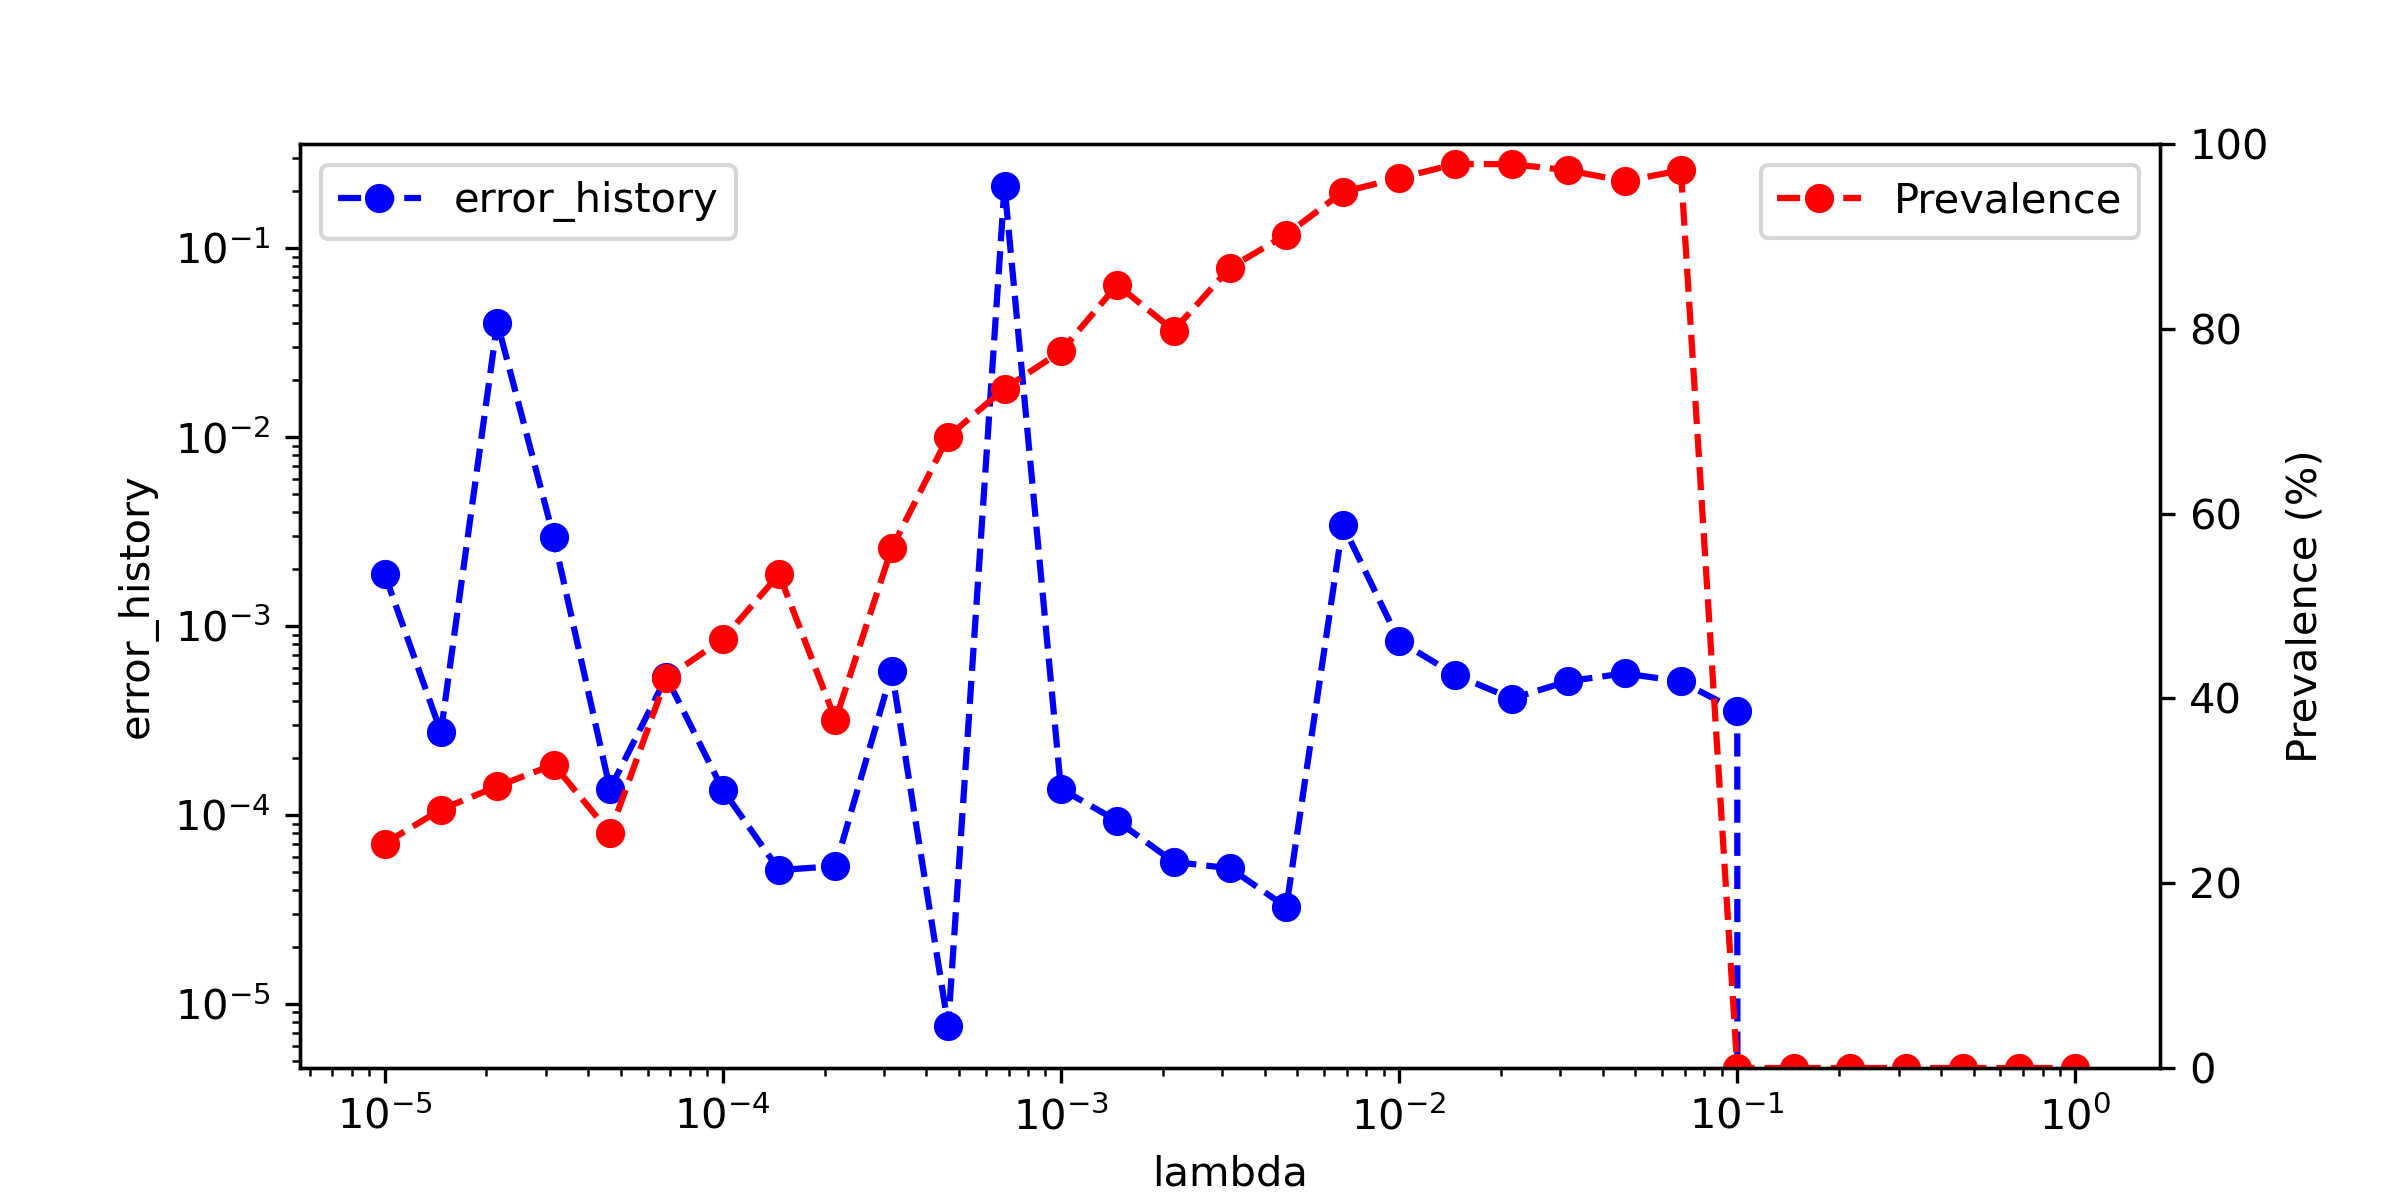 error_history
Prevalence
10⁻¹
10⁻²
10⁻³
10⁻⁴
10⁻⁵
error_history
100
80
60
40
20
0
Prevalence (%)
10⁻⁵ 10⁻⁴ 10⁻³ 10⁻² 10⁻¹ 10⁰
lambda